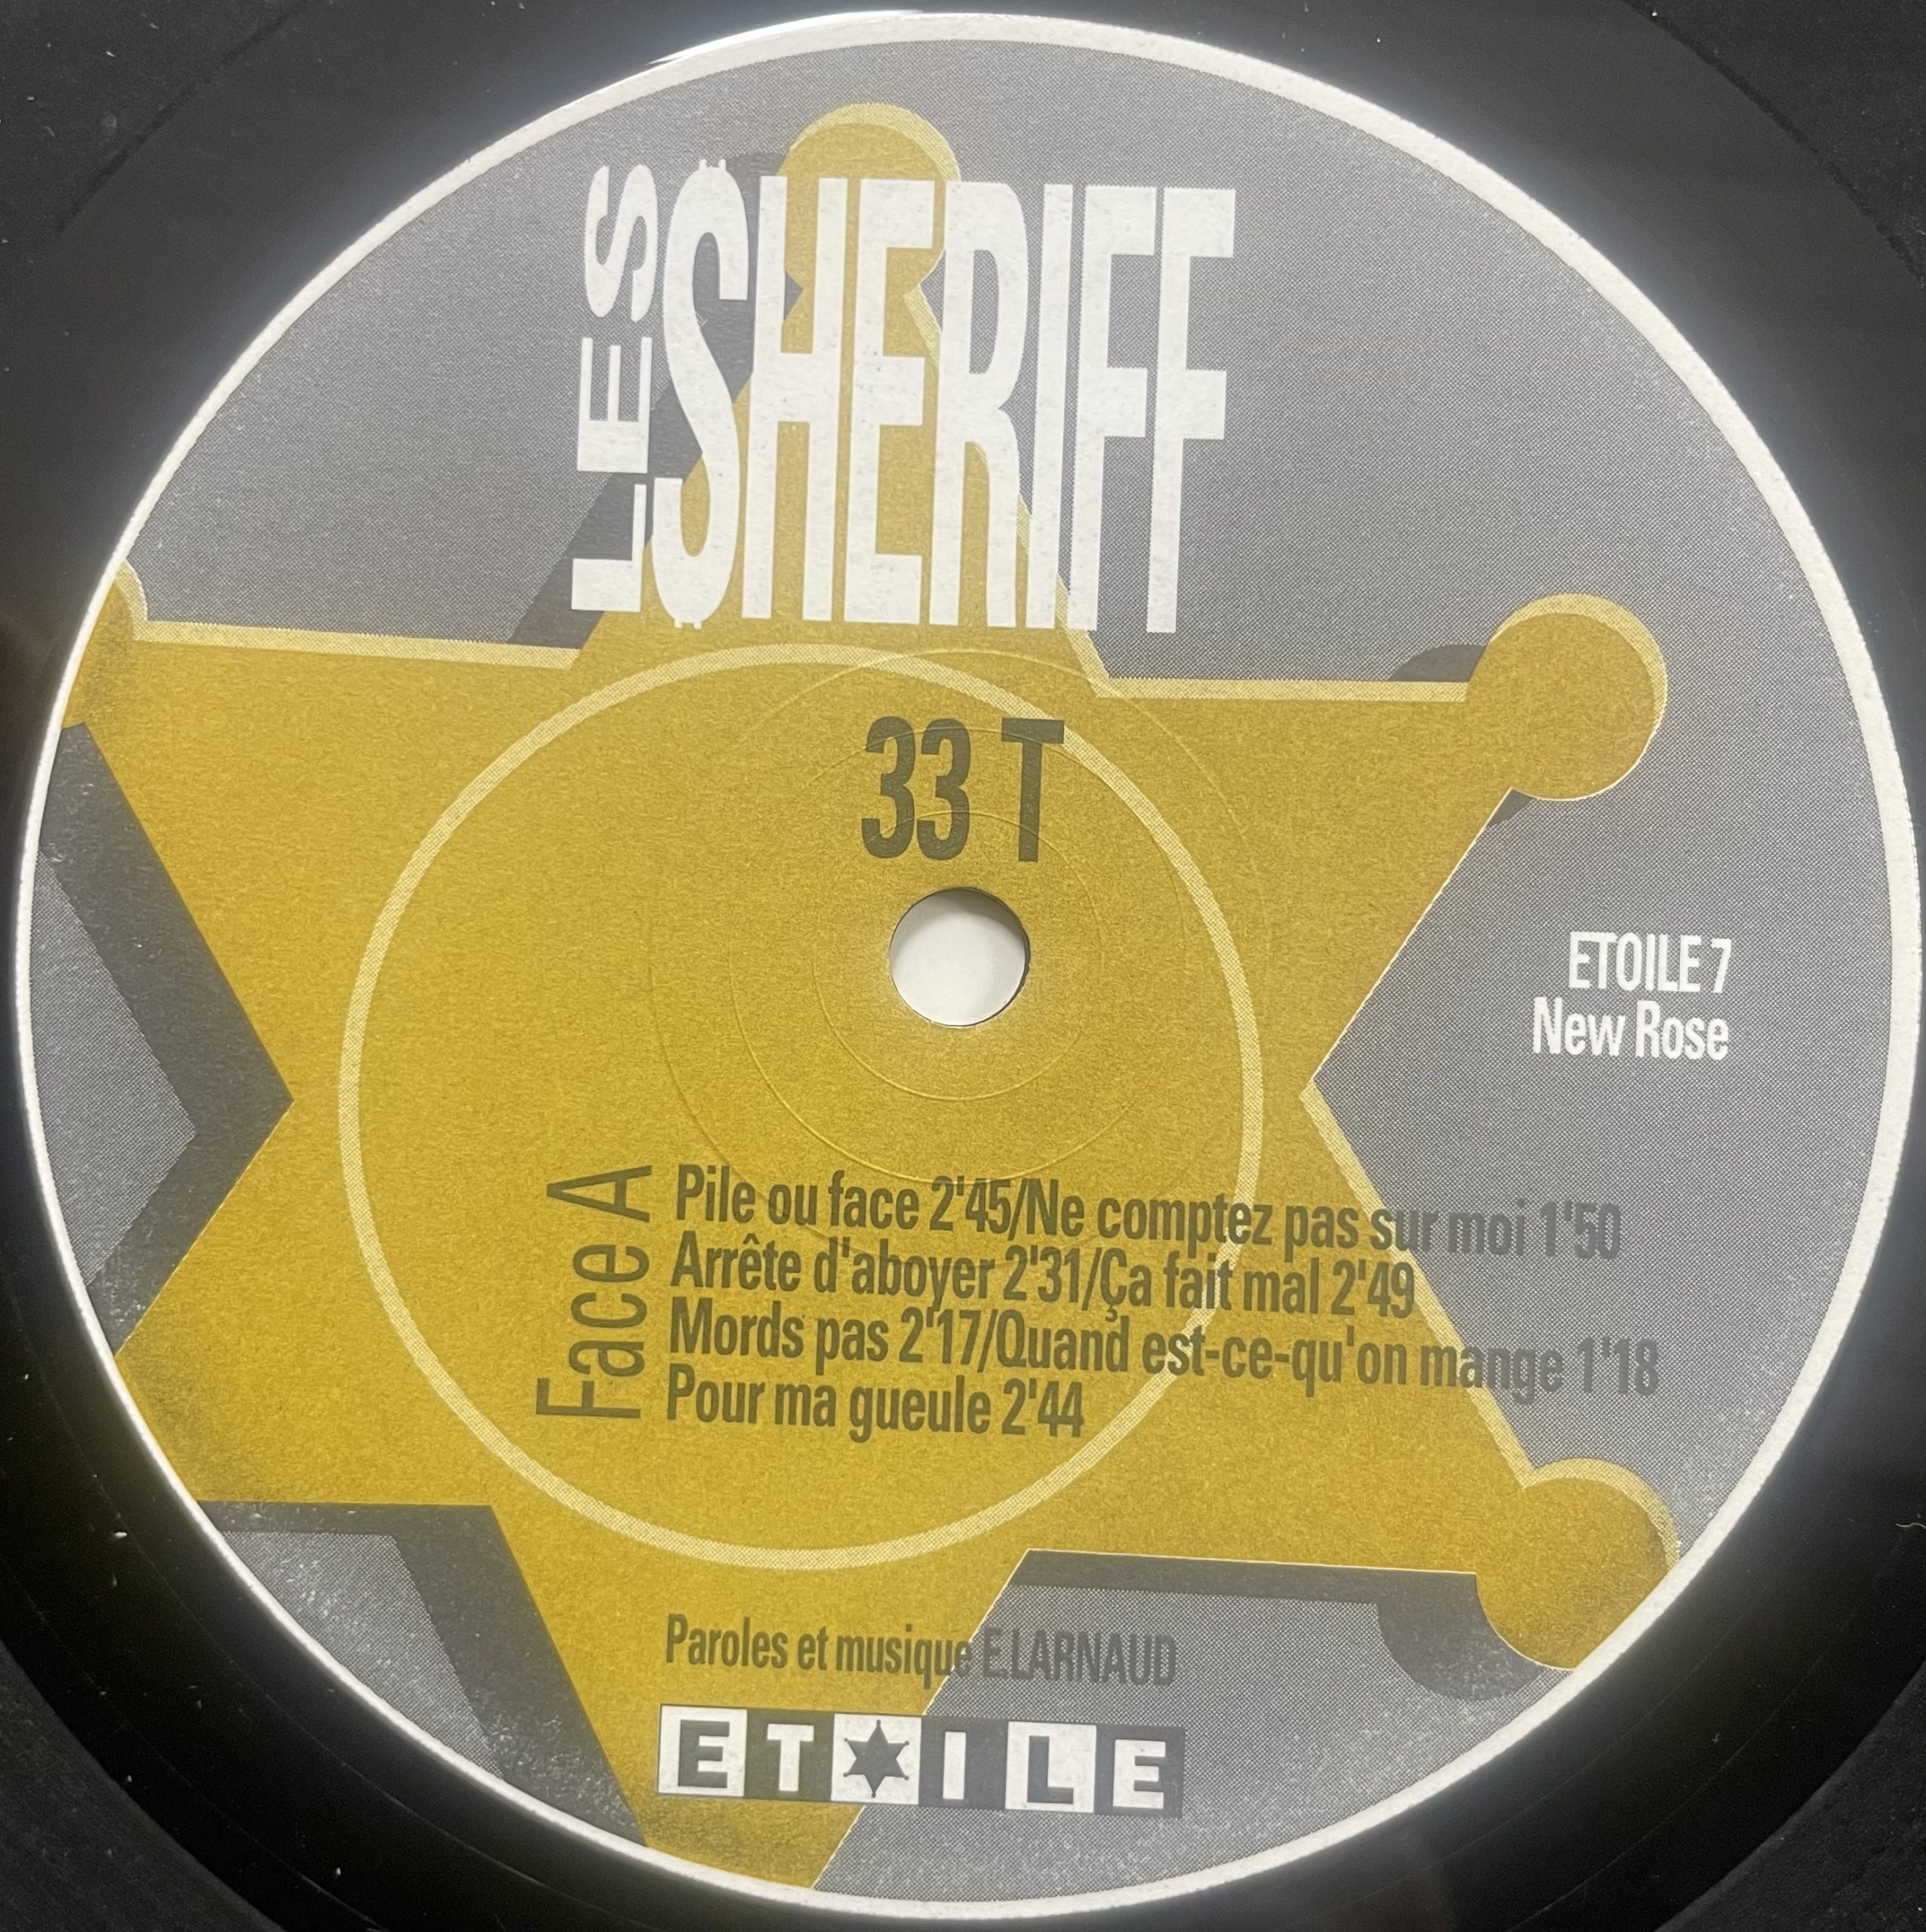 LES SHERIFF
33 T
ETOILE 7
New Rose
Face A
Pile ou face 2'45/Ne comptez pas sur moi 1'50
Arrête d'aboyer 2'31/Ça fait mal 2'49
Mords pas 2'17/Quand est-ce-qu'on mange 1'18
Pour ma gueule 2'44
Paroles et musique E.LARNAUD
ETOILE